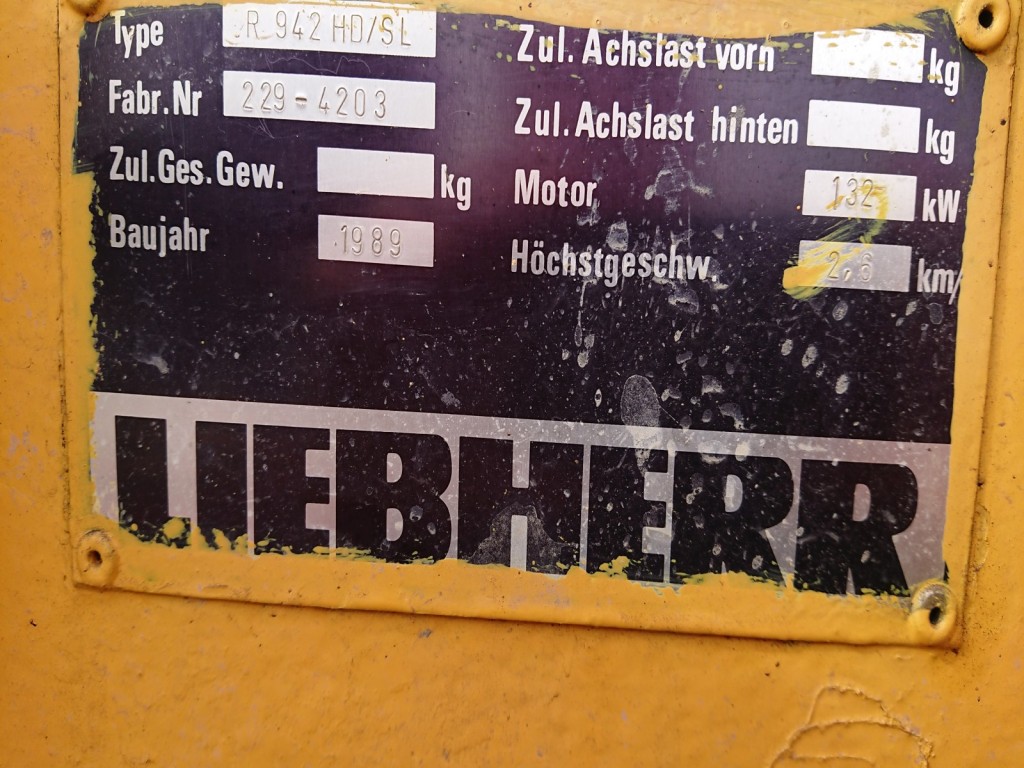 Type R 942 HD/SL
Fabr.Nr 229-4203
Zul.Ges.Gew. kg
Baujahr 1989
Zul.Achslast vorn kg
Zul.Achslast hinten kg
Motor 132 kW
Höchstgeschw. 2,6 km/
LIEBHERR